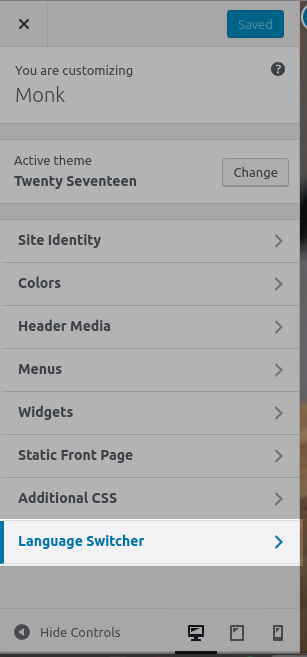 Saved
You are customizing
Monk
Active theme
Twenty Seventeen
Change
Site Identity
Colors
Header Media
Menus
Widgets
Static Front Page
Additional CSS
Language Switcher
Hide Controls